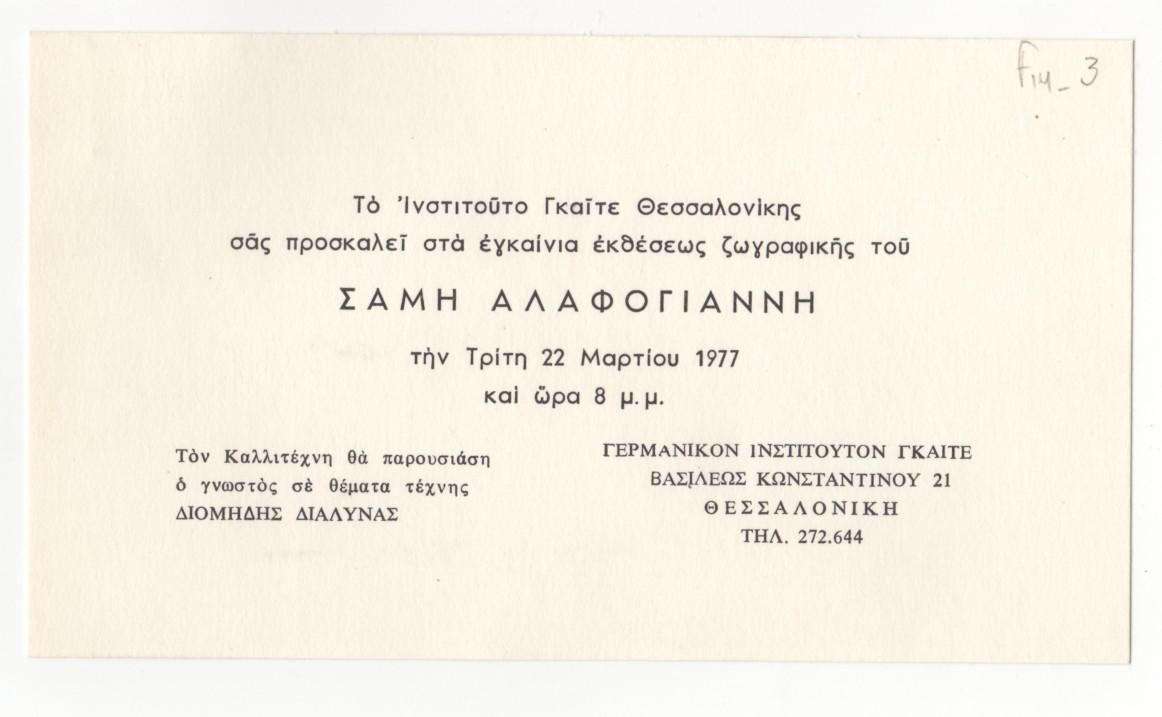 Fig_ 3
Τὸ Ἰνστιτοῦτο Γκαῖτε Θεσσαλονίκης
σᾶς προσκαλεῖ στὰ ἐγκαίνια ἐκθέσεως ζωγραφικῆς τοῦ
ΣΑΜΗ ΑΛΑΦΟΓΙΑΝΝΗ
τὴν Τρίτη 22 Μαρτίου 1977
καὶ ὥρα 8 μ.μ.
Τὸν Καλλιτέχνη θὰ παρουσιάση
ὁ γνωστὸς σὲ θέματα τέχνης
ΔΙΟΜΗΔΗΣ ΔΙΑΛΥΝΑΣ
ΓΕΡΜΑΝΙΚΟΝ ΙΝΣΤΙΤΟΥΤΟΝ ΓΚΑΙΤΕ
ΒΑΣΙΛΕΩΣ ΚΩΝΣΤΑΝΤΙΝΟΥ 21
ΘΕΣΣΑΛΟΝΙΚΗ
ΤΗΛ. 272.644